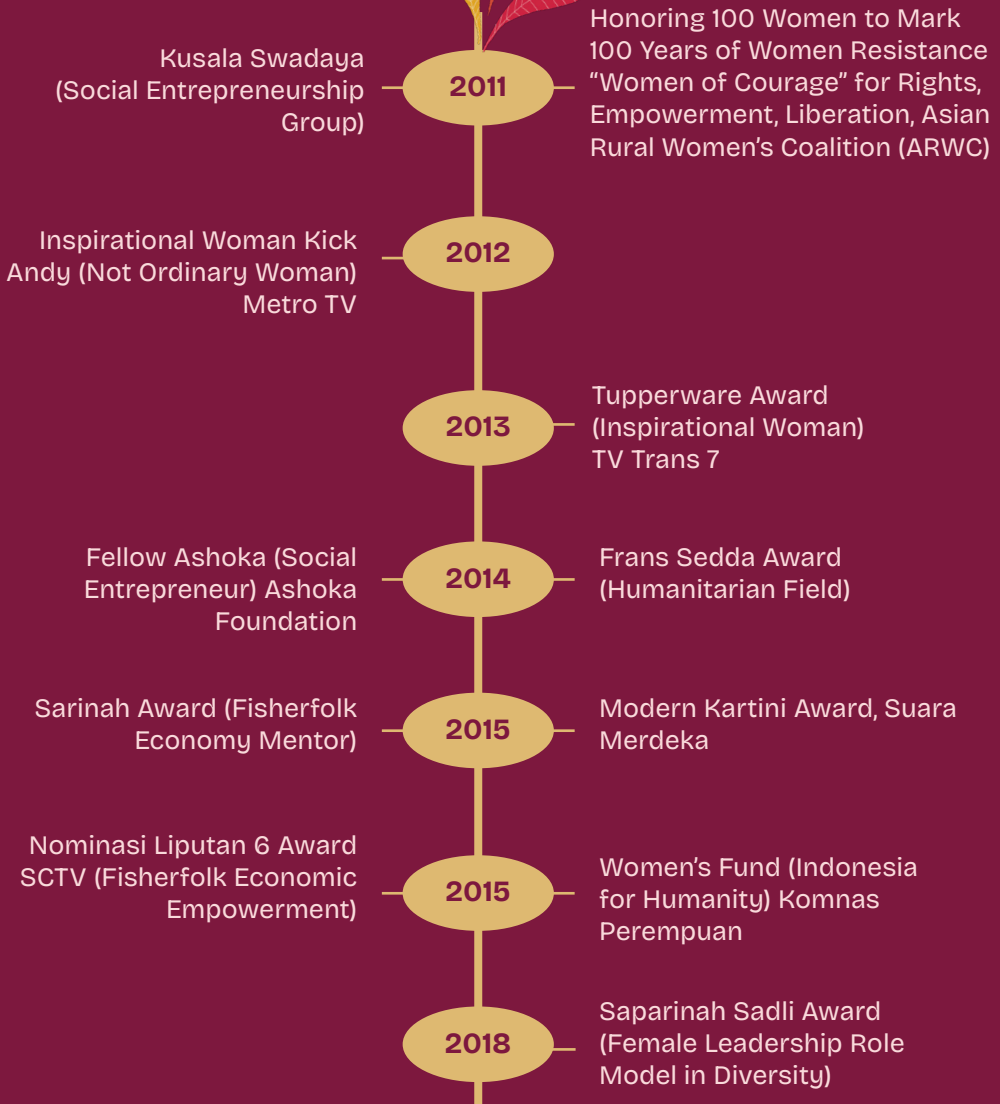 Kusala Swadaya
(Social Entrepreneurship
Group)
2011
Honoring 100 Women to Mark
100 Years of Women Resistance
“Women of Courage” for Rights,
Empowerment, Liberation, Asian
Rural Women’s Coalition (ARWC)
Inspirational Woman Kick
Andy (Not Ordinary Woman)
Metro TV
2012
2013
Tupperware Award
(Inspirational Woman)
TV Trans 7
Fellow Ashoka (Social
Entrepreneur) Ashoka
Foundation
2014
Frans Sedda Award
(Humanitarian Field)
Sarinah Award (Fisherfolk
Economy Mentor)
2015
Modern Kartini Award, Suara
Merdeka
Nominasi Liputan 6 Award
SCTV (Fisherfolk Economic
Empowerment)
2015
Women’s Fund (Indonesia
for Humanity) Komnas
Perempuan
2018
Saparinah Sadli Award
(Female Leadership Role
Model in Diversity)